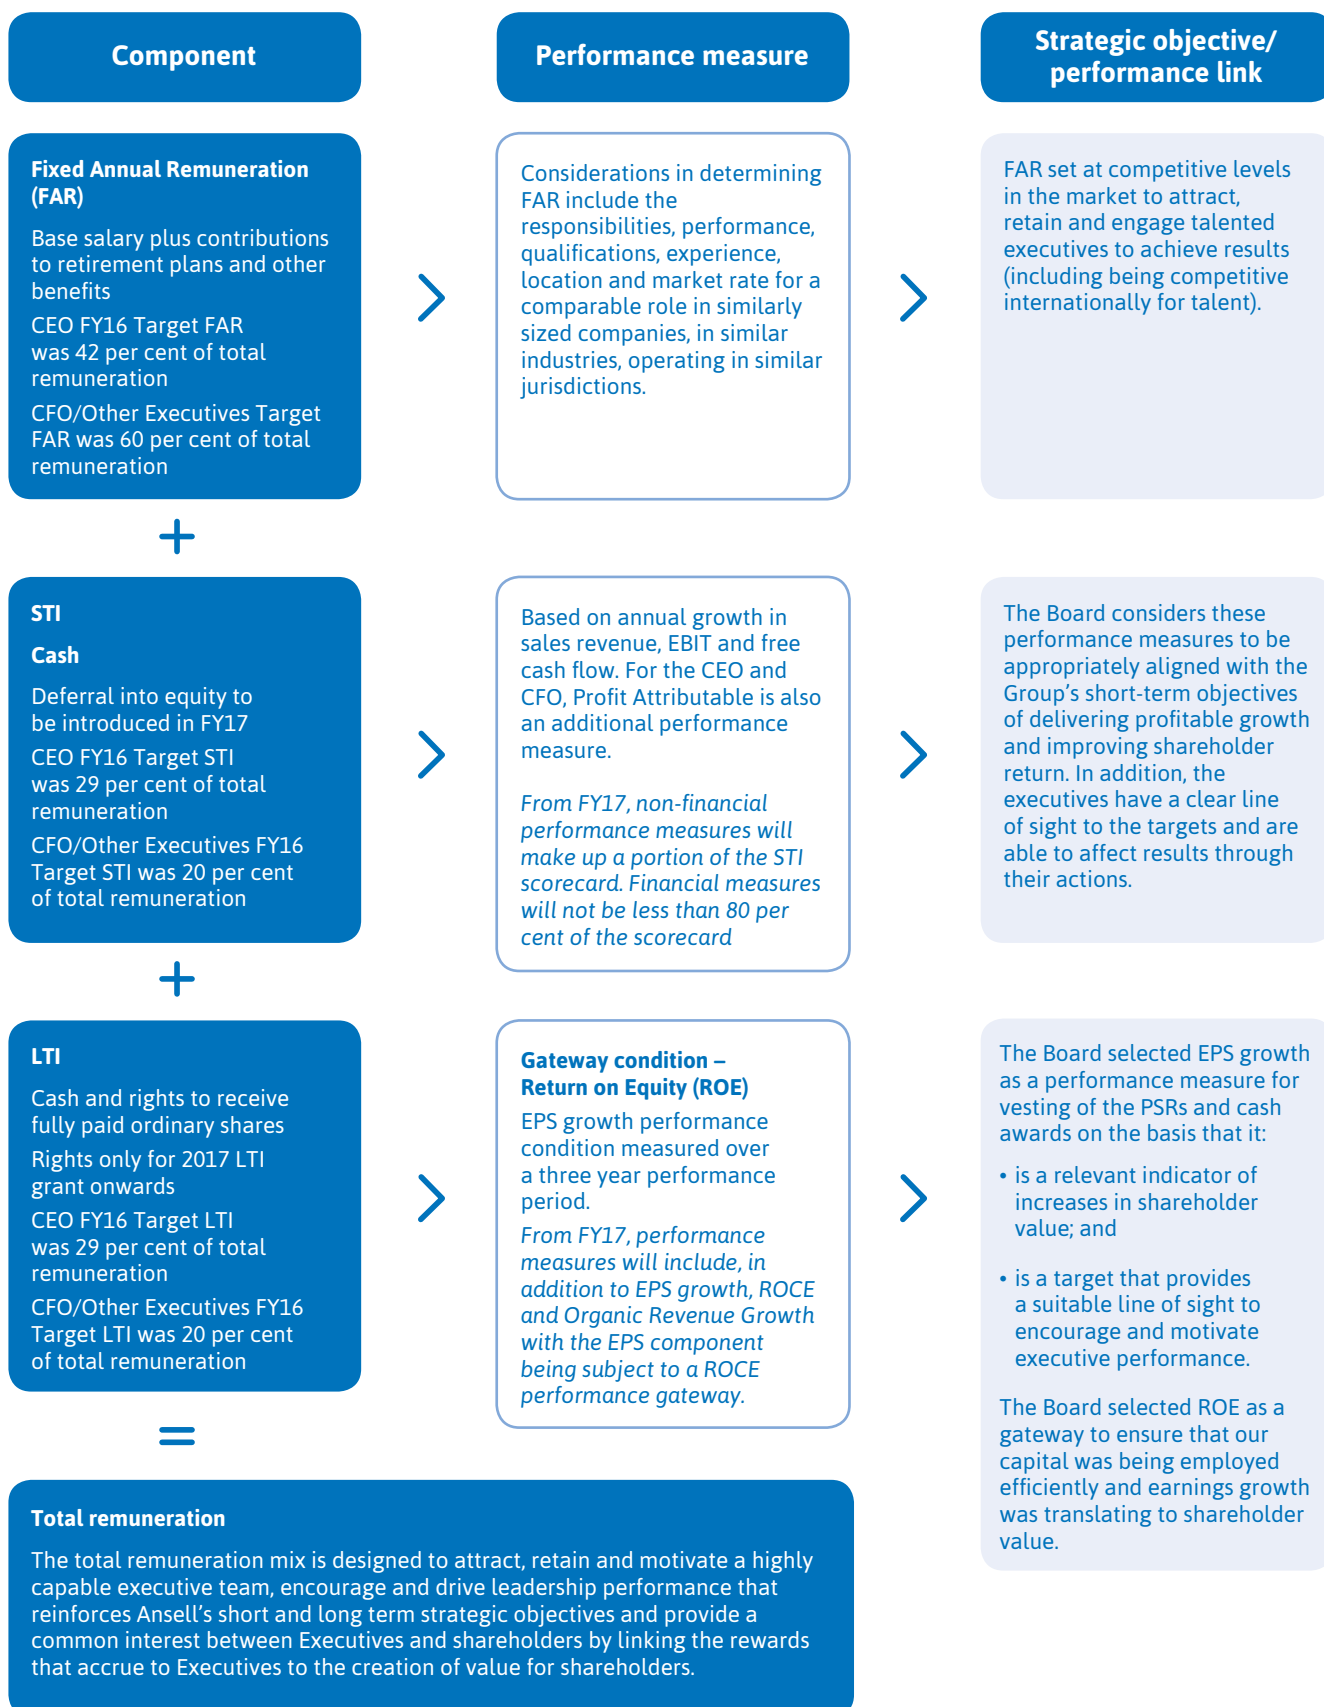 Component
Performance measure
Strategic objective/
performance link
Fixed Annual Remuneration
(FAR)
Base salary plus contributions
to retirement plans and other
benefits
CEO FY16 Target FAR
was 42 per cent of total
remuneration
CFO/Other Executives Target
FAR was 60 per cent of total
remuneration
Considerations in determining
FAR include the
responsibilities, performance,
qualifications, experience,
location and market rate for a
comparable role in similarly
sized companies, in similar
industries, operating in similar
jurisdictions.
FAR set at competitive levels
in the market to attract,
retain and engage talented
executives to achieve results
(including being competitive
internationally for talent).
+
STI
Cash
Deferral into equity to
be introduced in FY17
CEO FY16 Target STI
was 29 per cent of total
remuneration
CFO/Other Executives FY16
Target STI was 20 per cent
of total remuneration
Based on annual growth in
sales revenue, EBIT and free
cash flow. For the CEO and
CFO, Profit Attributable is also
an additional performance
measure.
From FY17, non-financial
performance measures will
make up a portion of the STI
scorecard. Financial measures
will not be less than 80 per
cent of the scorecard
The Board considers these
performance measures to be
appropriately aligned with the
Group's short-term objectives
of delivering profitable growth
and improving shareholder
return. In addition, the
executives have a clear line
of sight to the targets and are
able to affect results through
their actions.
+
LTI
Cash and rights to receive
fully paid ordinary shares
Rights only for 2017 LTI
grant onwards
CEO FY16 Target LTI
was 29 per cent of total
remuneration
CFO/Other Executives FY16
Target LTI was 20 per cent
of total remuneration
Gateway condition –
Return on Equity (ROE)
EPS growth performance
condition measured over
a three year performance
period.
From FY17, performance
measures will include, in
addition to EPS growth, ROCE
and Organic Revenue Growth
with the EPS component
being subject to a ROCE
performance gateway.
The Board selected EPS growth
as a performance measure for
vesting of the PSRs and cash
awards on the basis that it:
• is a relevant indicator of
increases in shareholder
value; and
• is a target that provides
a suitable line of sight to
encourage and motivate
executive performance.
The Board selected ROE as a
gateway to ensure that our
capital was being employed
efficiently and earnings growth
was translating to shareholder
value.
=
Total remuneration
The total remuneration mix is designed to attract, retain and motivate a highly
capable executive team, encourage and drive leadership performance that
reinforces Ansell's short and long term strategic objectives and provide a
common interest between Executives and shareholders by linking the rewards
that accrue to Executives to the creation of value for shareholders.